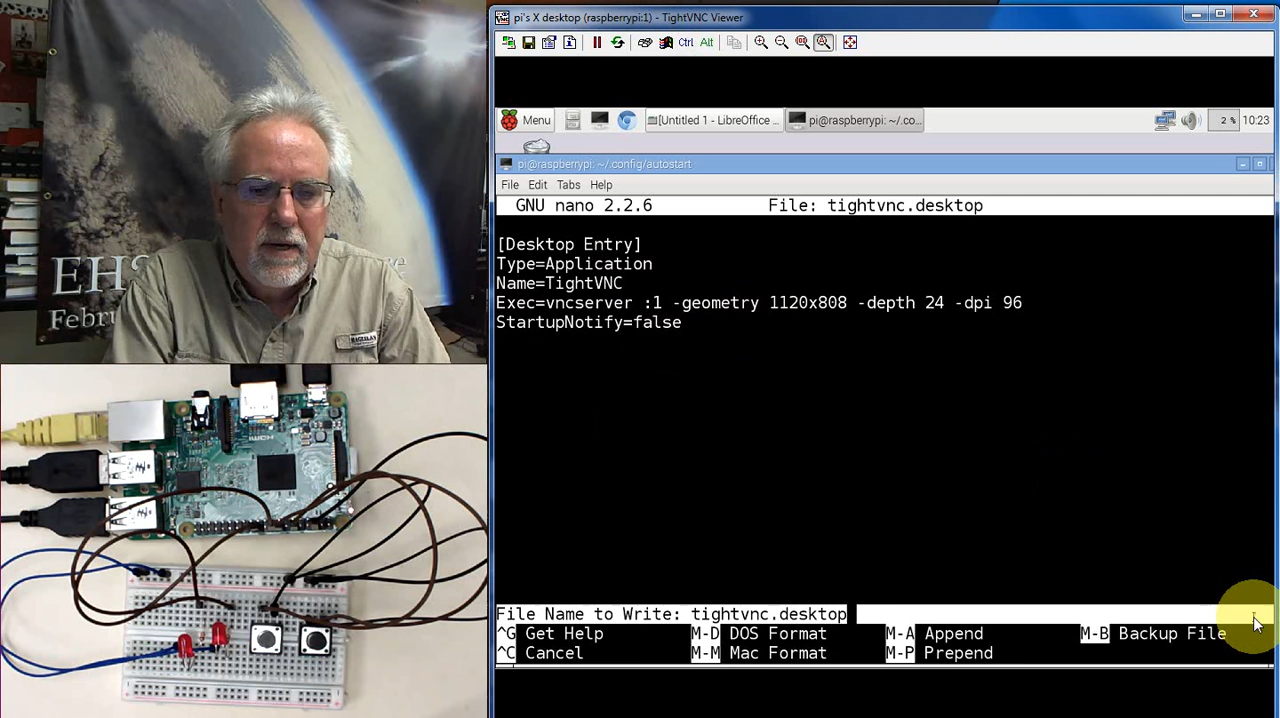 pi's X desktop (raspberrypi:1) - TightVNC Viewer
Ctrl Alt
Menu [Untitled 1 - LibreOffice ... pi@raspberrypi: ~/.co... 2 % 10:23
pi@raspberrypi: ~/.config/autostart
File Edit Tabs Help
GNU nano 2.2.6 File: tightvnc.desktop
[Desktop Entry]
Type=Application
Name=TightVNC
Exec=vncserver :1 -geometry 1120x808 -depth 24 -dpi 96
StartupNotify=false
File Name to Write: tightvnc.desktop
^G Get Help M-D DOS Format M-A Append M-B Backup File
^C Cancel M-M Mac Format M-P Prepend
HDMI